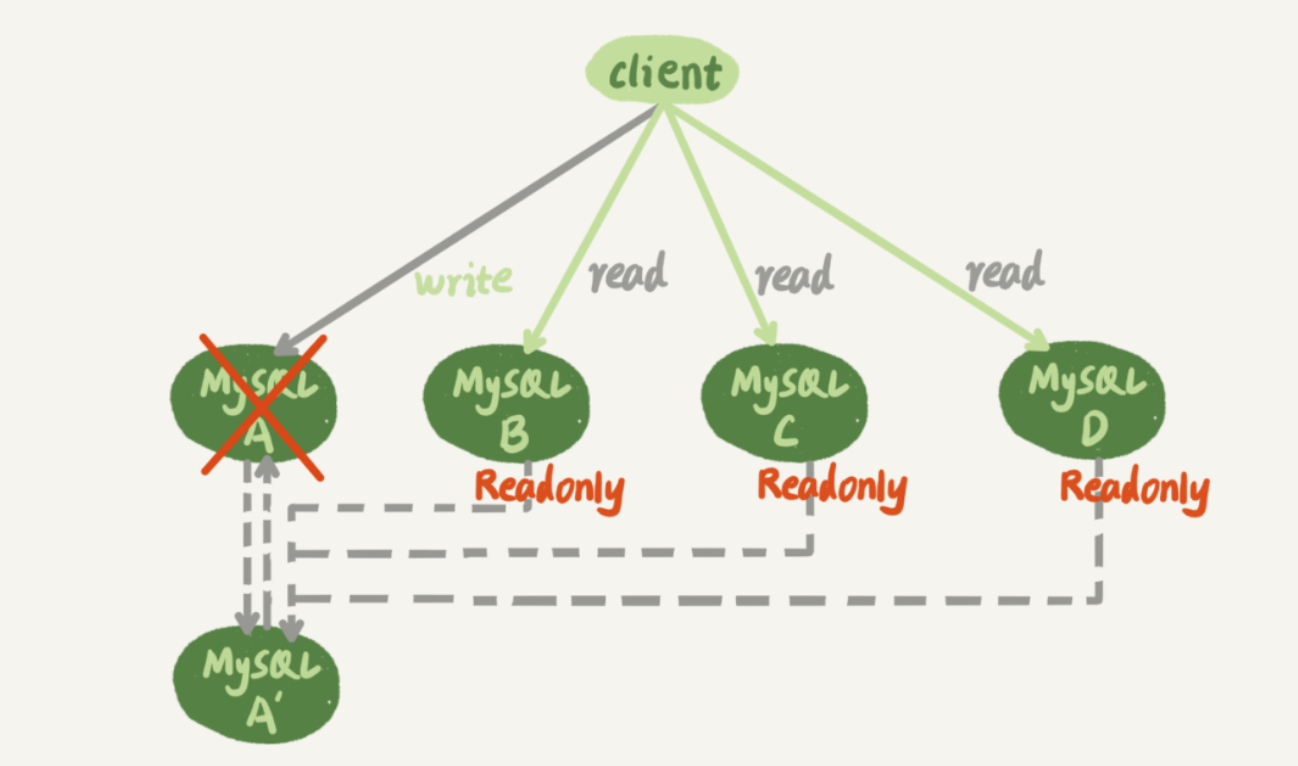 client
write
read
read
read
MySQL
A
MySQL
B
MySQL
C
MySQL
D
Readonly
Readonly
Readonly
MySQL
A'